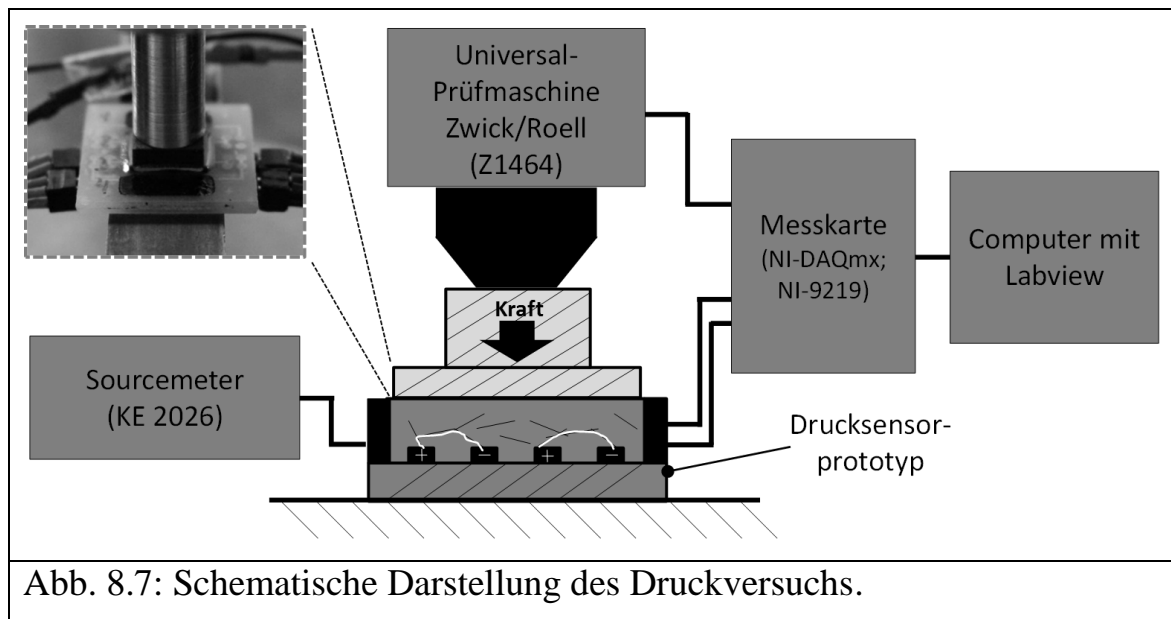 Universal-
Prüfmaschine
Zwick/Roell
(Z1464)
Messkarte
(NI-DAQmx;
NI-9219)
Computer mit
Labview
Kraft
Sourcemeter
(KE 2026)
+ – + –
Drucksensor-
prototyp
Abb. 8.7: Schematische Darstellung des Druckversuchs.